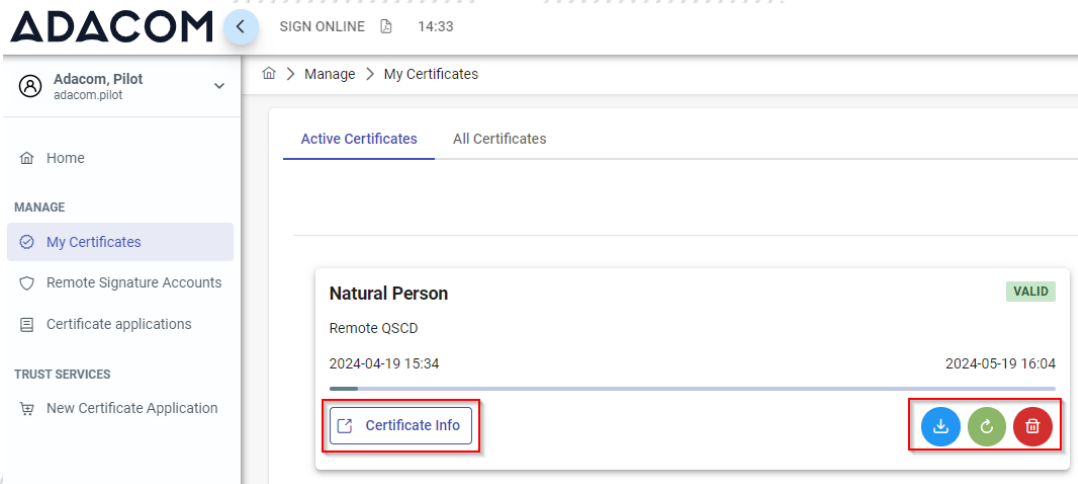 ADACOM
SIGN ONLINE 14:33
Adacom, Pilot
adacom.pilot
Manage > My Certificates
Home
MANAGE
My Certificates
Remote Signature Accounts
Certificate applications
TRUST SERVICES
New Certificate Application
Active Certificates All Certificates
Natural Person VALID
Remote QSCD
2024-04-19 15:34 2024-05-19 16:04
Certificate Info